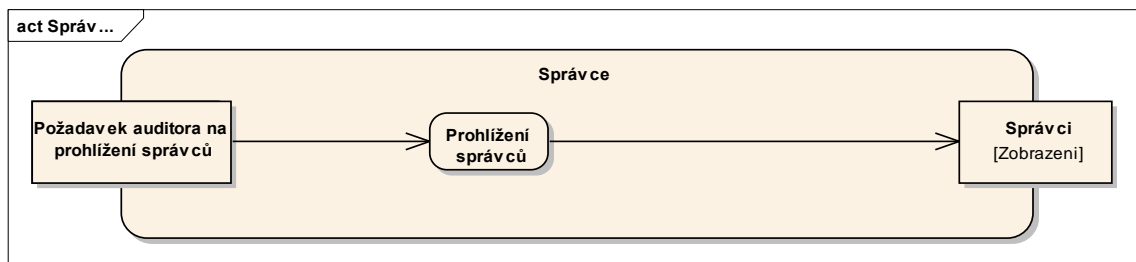 act Správ...
Správce
Požadavek auditora na
prohlížení správců
Prohlížení
správců
Správci
[Zobrazeni]